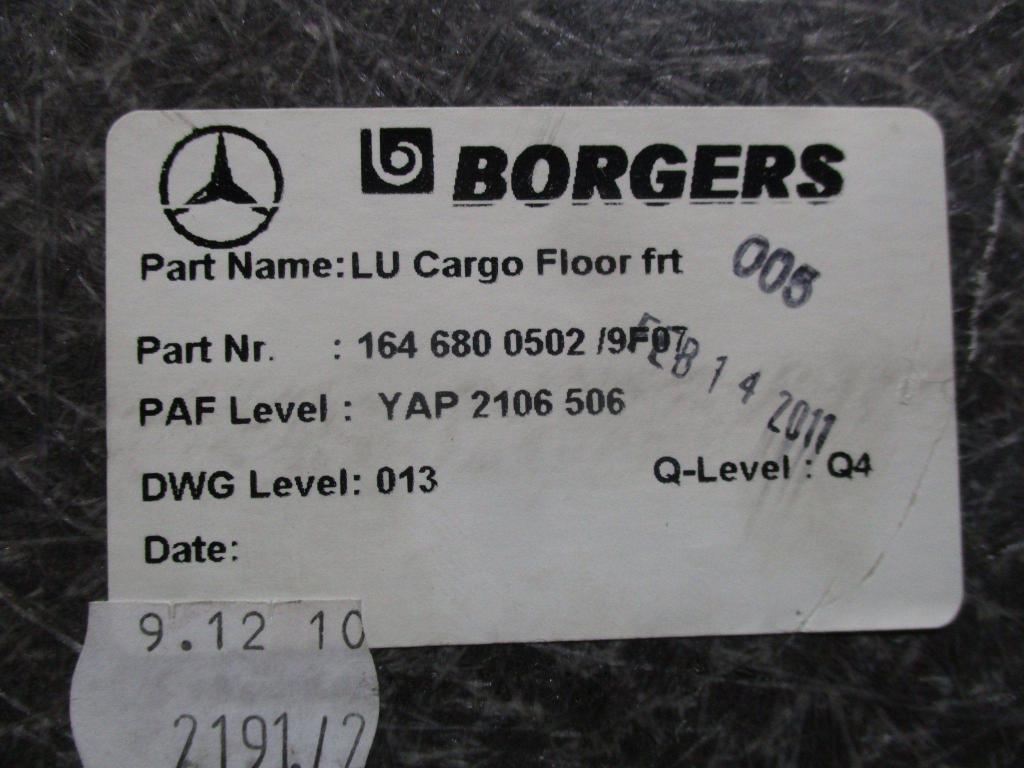 BORGERS
Part Name: LU Cargo Floor frt
005
Part Nr. : 164 680 0502 /9F07
FEB 14 2011
PAF Level : YAP 2106 506
DWG Level: 013
Q-Level : Q4
Date:
9.12 10
2191/2